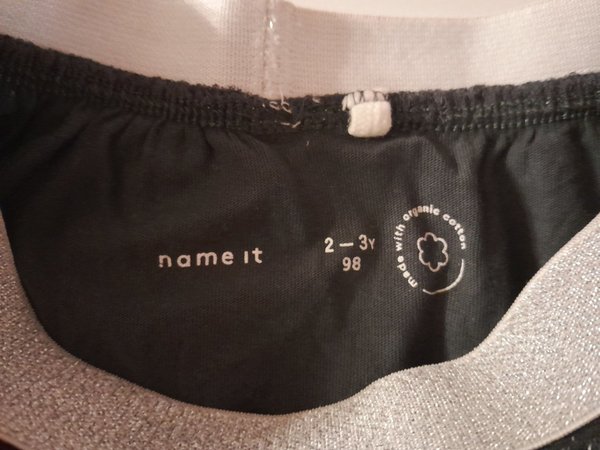 name it
2 – 3Y
98
made with organic cotton